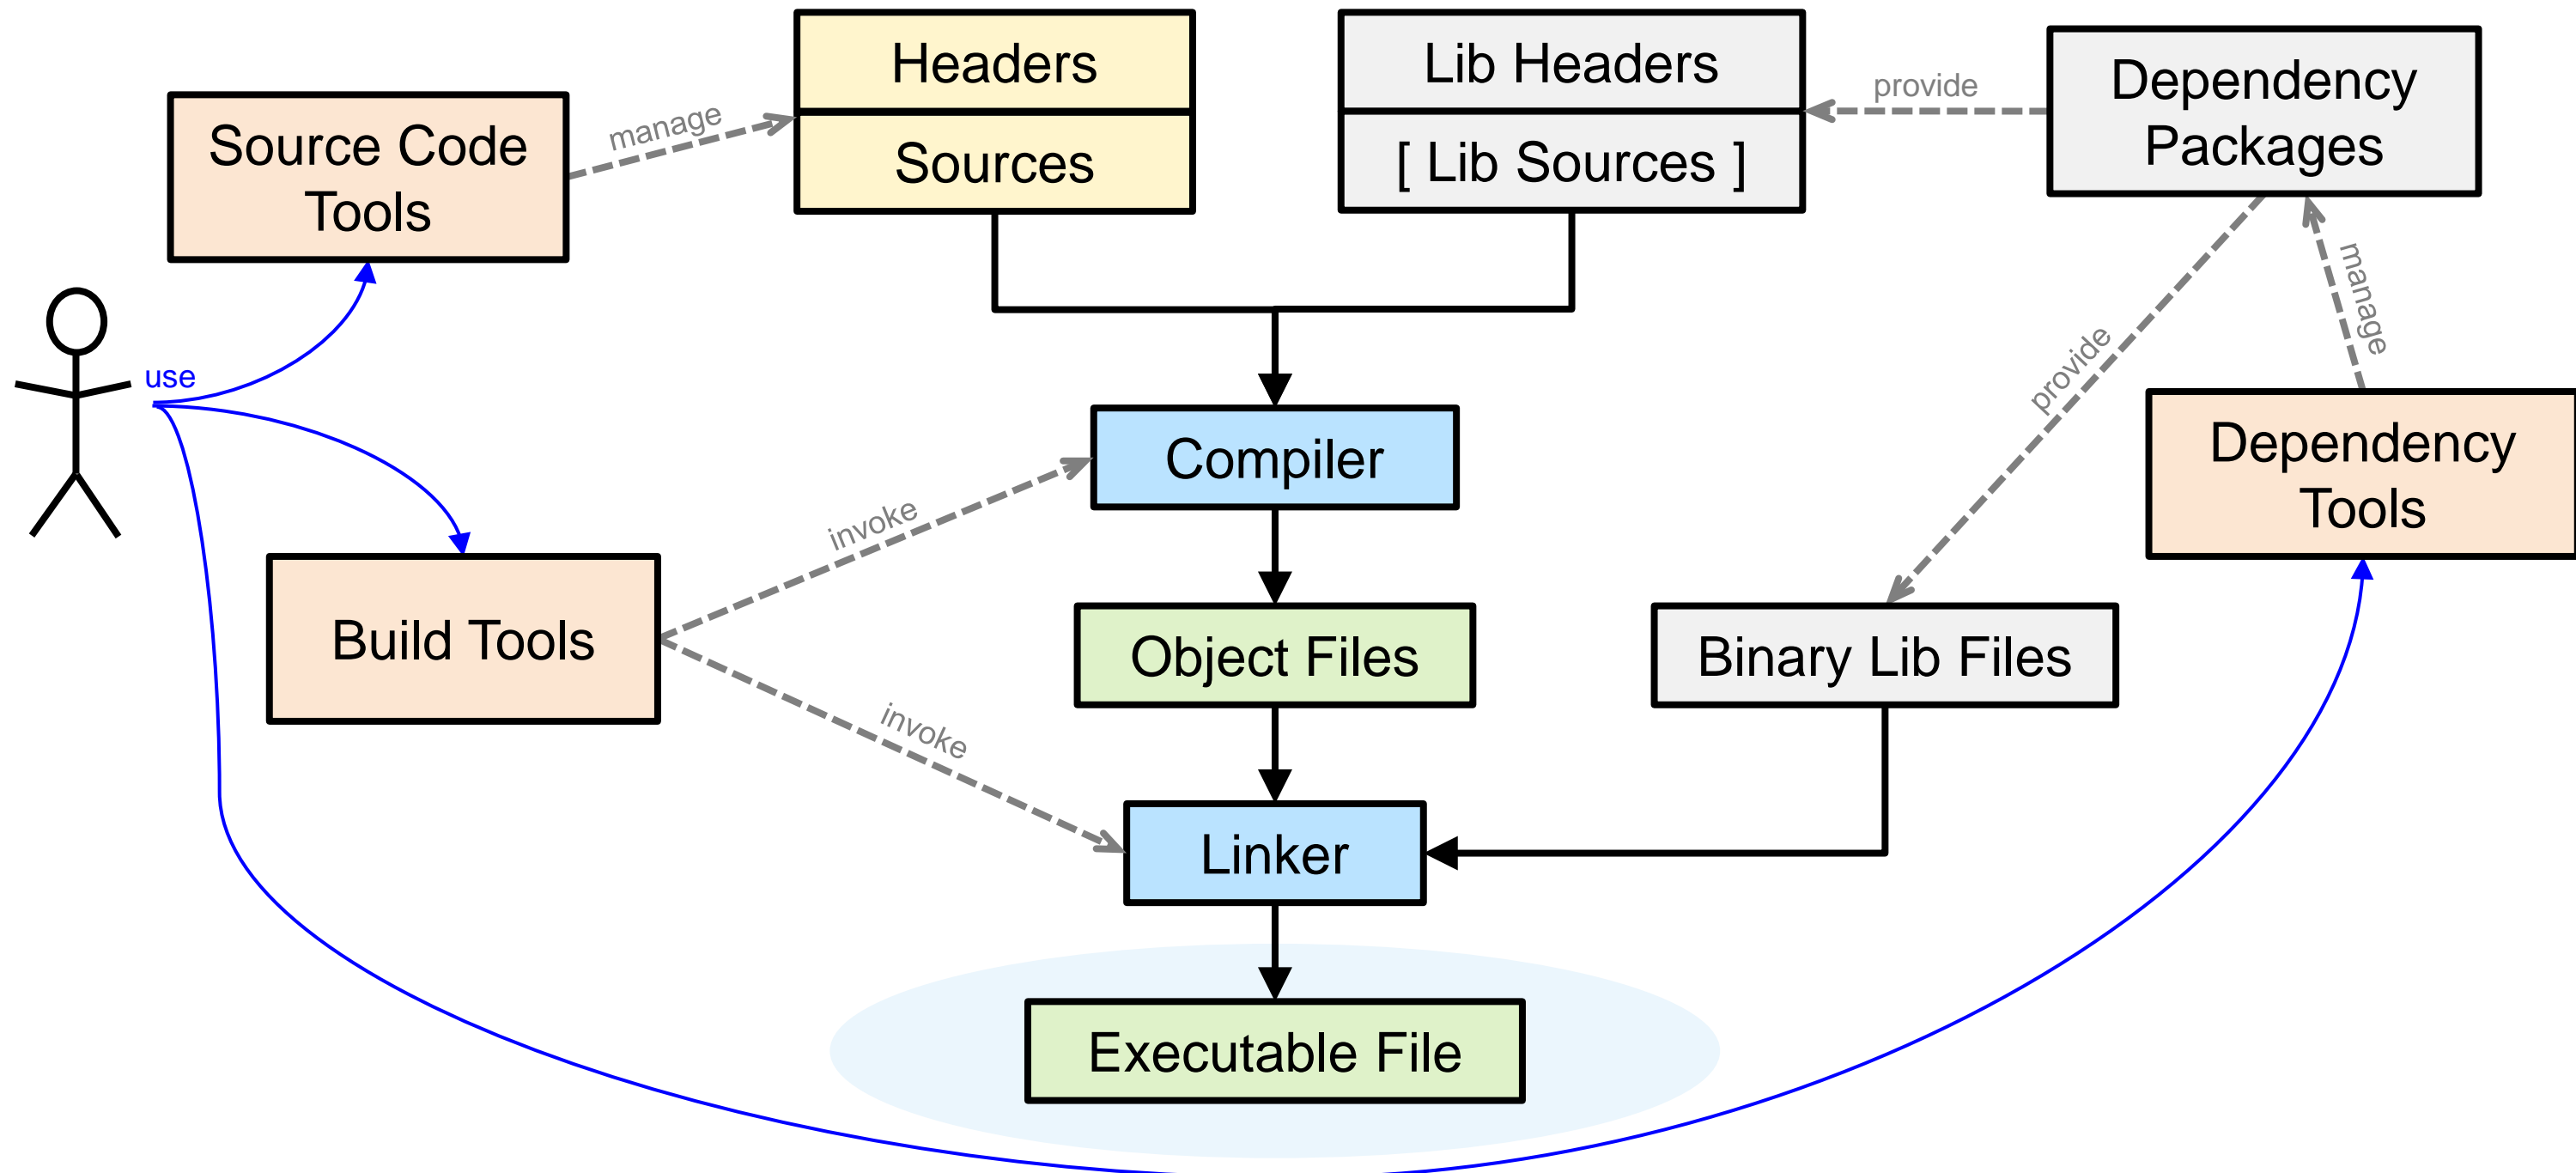 Headers
Sources
Lib Headers
[ Lib Sources ]
provide
Dependency
Packages
Source Code
Tools
manage
manage
use
provide
Compiler
Dependency
Tools
invoke
Build Tools
Object Files
Binary Lib Files
invoke
Linker
Executable File